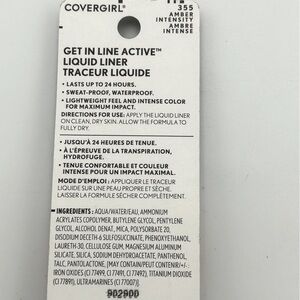 COVERGIRL®
355
AMBER
INTENSITY
AMBRE
INTENSE
GET IN LINE ACTIVE™
LIQUID LINER
TRACEUR LIQUIDE
• LASTS UP TO 24 HOURS.
• SWEAT-PROOF, WATERPROOF.
• LIGHTWEIGHT FEEL AND INTENSE COLOR
FOR MAXIMUM IMPACT.
DIRECTIONS FOR USE: APPLY THE LIQUID LINER
ON CLEAN, DRY SKIN. ALLOW THE FORMULA TO
FULLY DRY.
• JUSQU'À 24 HEURES DE TENUE.
• À L'ÉPREUVE DE LA TRANSPIRATION,
HYDROFUGE.
• TENUE CONFORTABLE ET COULEUR
INTENSE POUR UN IMPACT MAXIMAL.
MODE D'EMPLOI : APPLIQUER LE TRACEUR
LIQUIDE SUR UNE PEAU PROPRE ET SÈCHE.
LAISSER LA FORMULE SÉCHER COMPLÈTEMENT.
INGREDIENTS: AQUA/WATER/EAU, AMMONIUM
ACRYLATES COPOLYMER, BUTYLENE GLYCOL, PENTYLENE
GLYCOL, ALCOHOL DENAT., MICA, POLYSORBATE 20,
DISODIUM DECETH-6 SULFOSUCCINATE, PHENOXYETHANOL,
LAURETH-30, CELLULOSE GUM, MAGNESIUM ALUMINUM
SILICATE, SILICA, SODIUM DEHYDROACETATE, PANTHENOL,
TALC, PANTOLACTONE, [MAY CONTAIN/PEUT CONTENIR/+/-
IRON OXIDES (CI 77491, CI 77492, CI 77499), TITANIUM DIOXIDE
(CI 77891), ULTRAMARINES (CI 77007)].